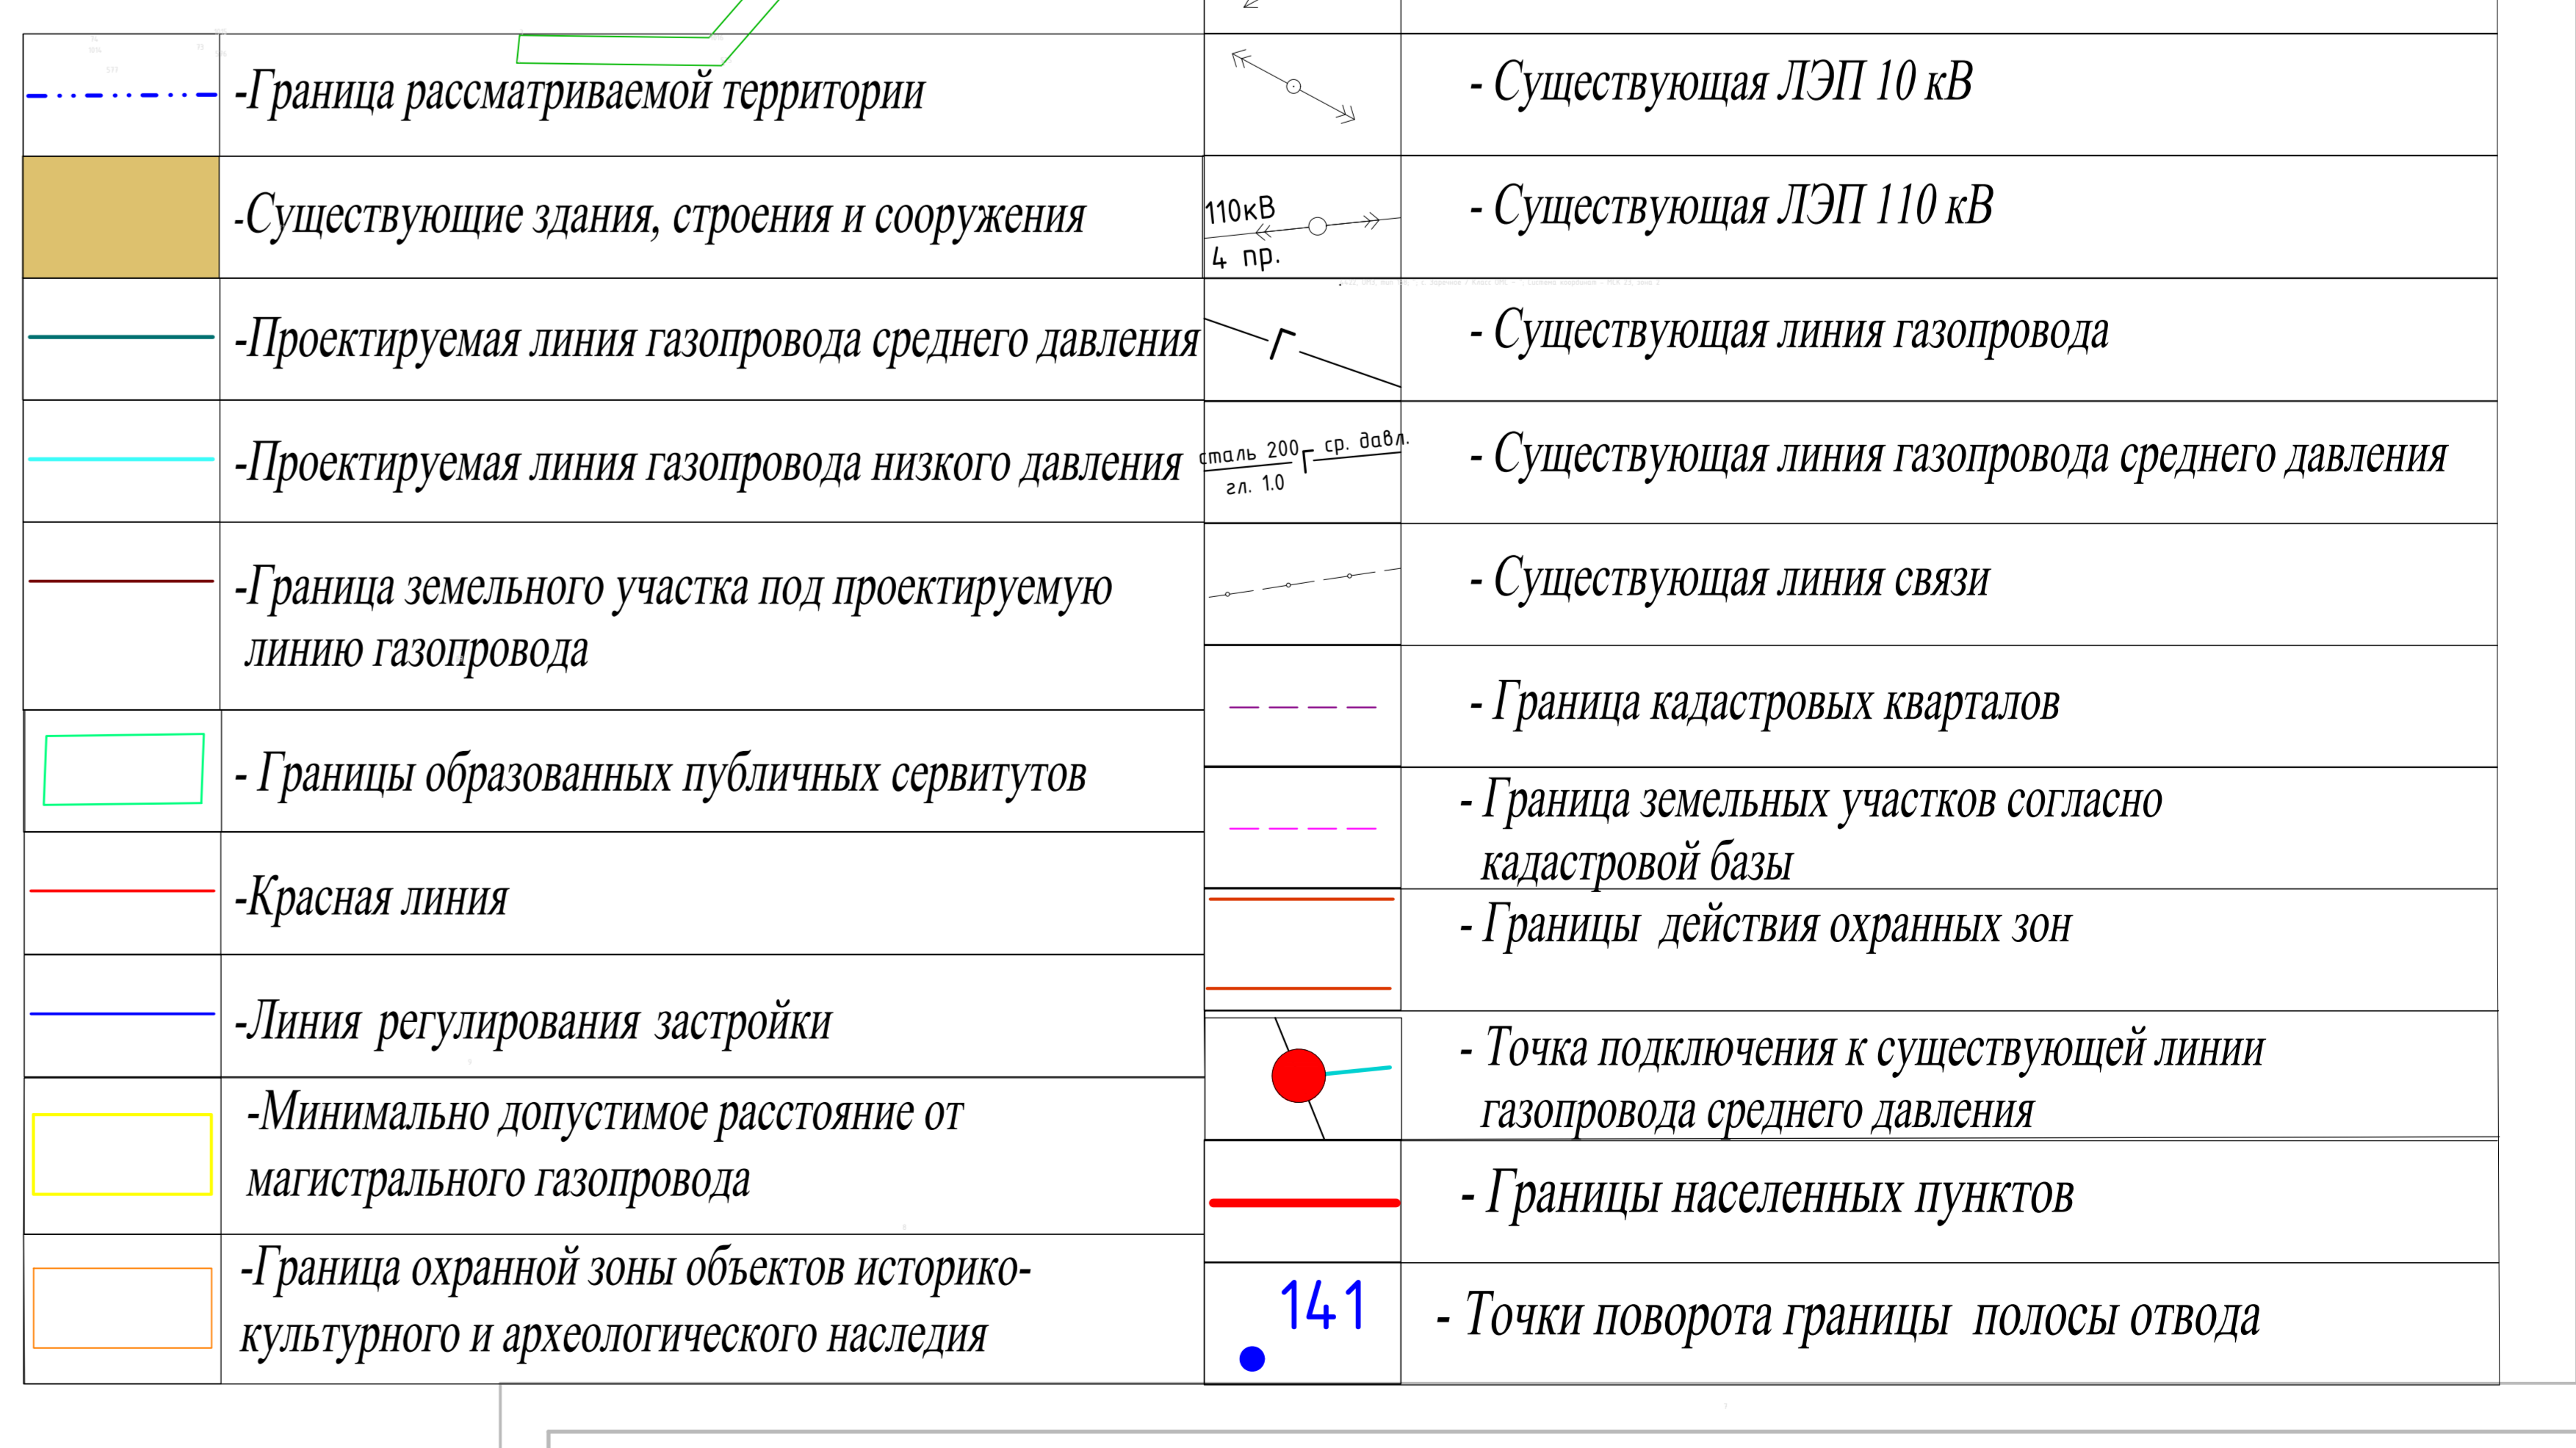 -Граница рассматриваемой территории
-Существующие здания, строения и сооружения
-Проектируемая линия газопровода среднего давления
-Проектируемая линия газопровода низкого давления
-Граница земельного участка под проектируемую
линию газопровода
- Границы образованных публичных сервитутов
-Красная линия
-Линия регулирования застройки
-Минимально допустимое расстояние от
магистрального газопровода
-Граница охранной зоны объектов историко-
культурного и археологического наследия
- Существующая ЛЭП 10 кВ
110кВ
4 пр.
- Существующая ЛЭП 110 кВ
Г
- Существующая линия газопровода
сталь 200 Г ср. давл.
гл. 1.0
- Существующая линия газопровода среднего давления
- Существующая линия связи
- Граница кадастровых кварталов
- Граница земельных участков согласно
кадастровой базы
- Границы действия охранных зон
- Точка подключения к существующей линии
газопровода среднего давления
- Границы населенных пунктов
141
- Точки поворота границы полосы отвода